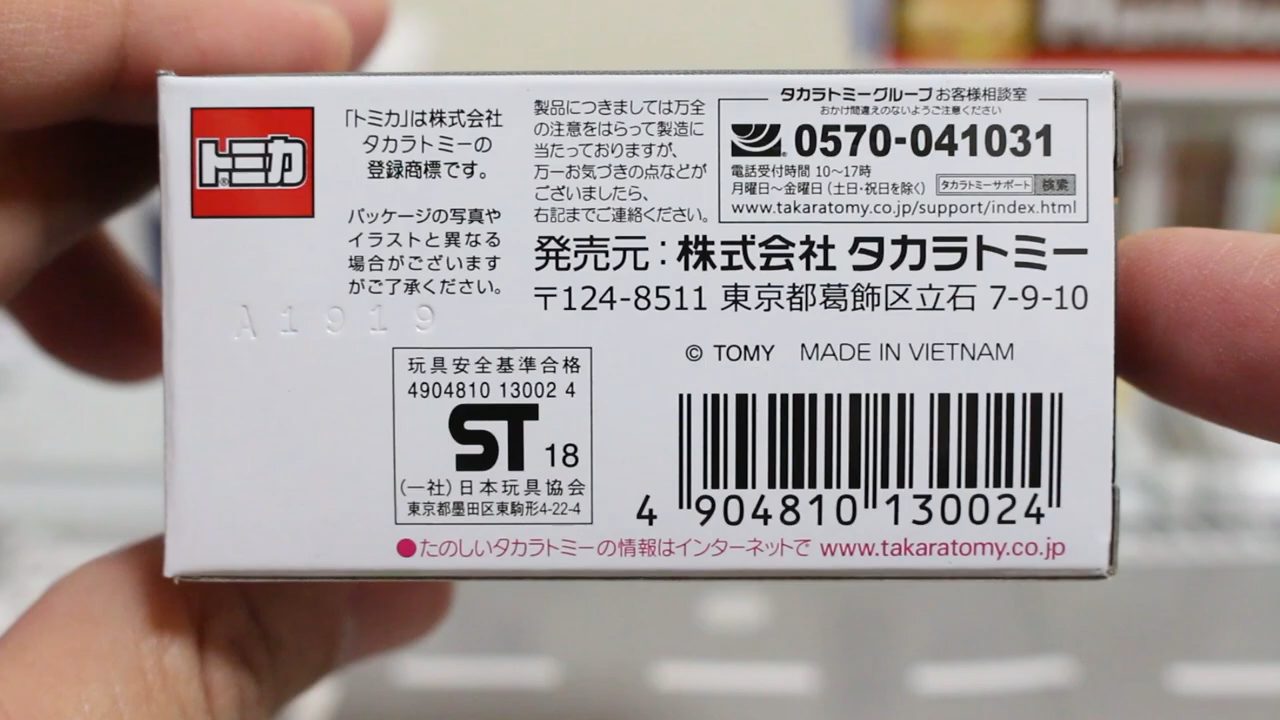 トミカ
「トミカ」は株式会社
タカラトミーの
登録商標です。
パッケージの写真や
イラストと異なる
場合がございます
がご了承ください。
A1919
製品につきましては万全
の注意をはらって製造に
当たっておりますが、
万一お気づきの点などが
ございましたら、
右記までご連絡ください。
タカラトミーグループ お客様相談室
おかけ間違えのないようご注意ください
0570-041031
電話受付時間 10〜17時
月曜日〜金曜日（土日・祝日を除く） タカラトミーサポート 検索
www.takaratomy.co.jp/support/index.html
発売元：株式会社 タカラトミー
〒124-8511 東京都葛飾区立石 7-9-10
© TOMY MADE IN VIETNAM
玩具安全基準合格
4904810 13002 4
ST 18
(一社)日本玩具協会
東京都墨田区東駒形4-22-4
4 904810 130024
●たのしいタカラトミーの情報はインターネットで www.takaratomy.co.jp